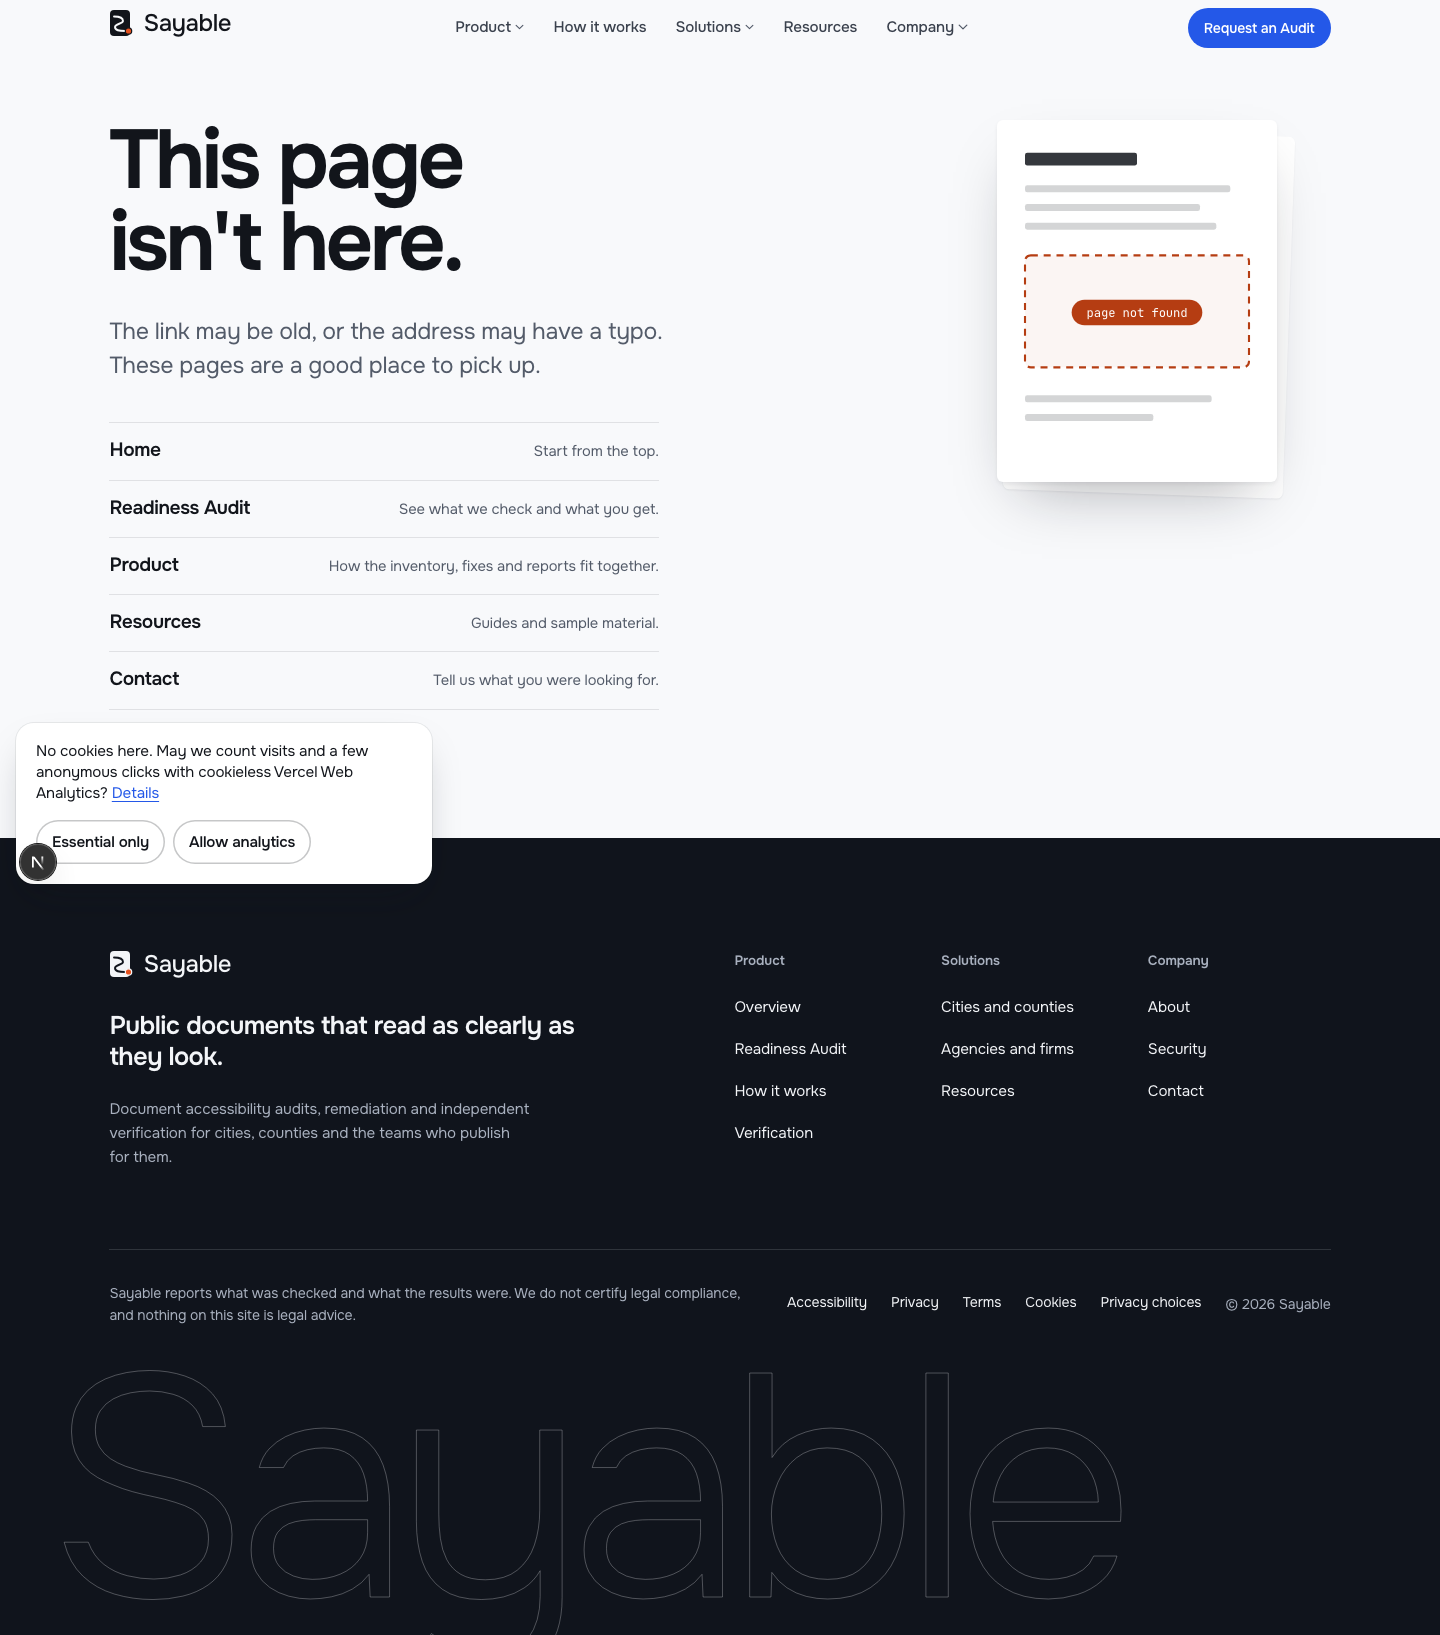 Sayable
Product
How it works
Solutions
Resources
Company
Request an Audit
This page
isn't here.
The link may be old, or the address may have a typo.
These pages are a good place to pick up.
Home
Start from the top.
Readiness Audit
See what we check and what you get.
Product
How the inventory, fixes and reports fit together.
Resources
Guides and sample material.
Contact
Tell us what you were looking for.
page not found
No cookies here. May we count visits and a few
anonymous clicks with cookieless Vercel Web
Analytics? Details
Essential only
Allow analytics
N
Sayable
Public documents that read as clearly as
they look.
Document accessibility audits, remediation and independent
verification for cities, counties and the teams who publish
for them.
Product
Overview
Readiness Audit
How it works
Verification
Solutions
Cities and counties
Agencies and firms
Resources
Company
About
Security
Contact
Sayable reports what was checked and what the results were. We do not certify legal compliance,
and nothing on this site is legal advice.
Accessibility
Privacy
Terms
Cookies
Privacy choices
© 2026 Sayable
Sayable